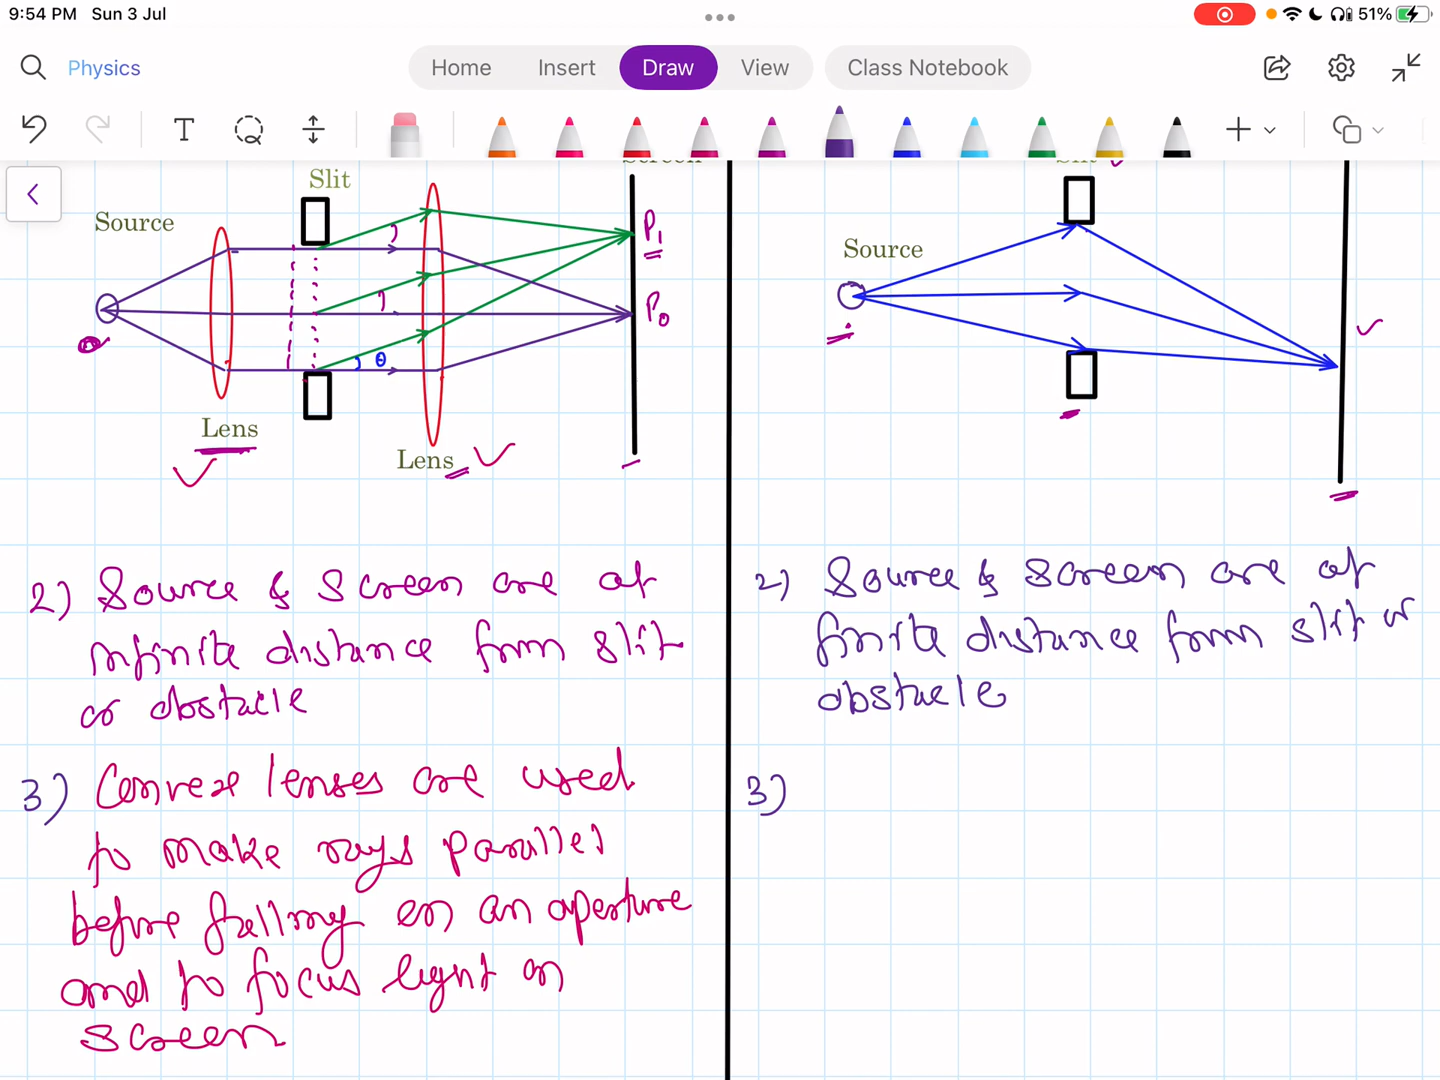 9:54 PM Sun 3 Jul
51%
Physics
Home Insert Draw View Class Notebook
T
Screen
Slit
Source
P1
P0
θ
Lens
Lens
Slit
Source
2) Source & Screen are at
infinite distance from slit
or obstacle
3) Convex lenses are used
to make rays parallel
before falling on an aperture
and to focus light on
screen
2) Source & Screen are at
finite distance from slit or
obstacle
3)